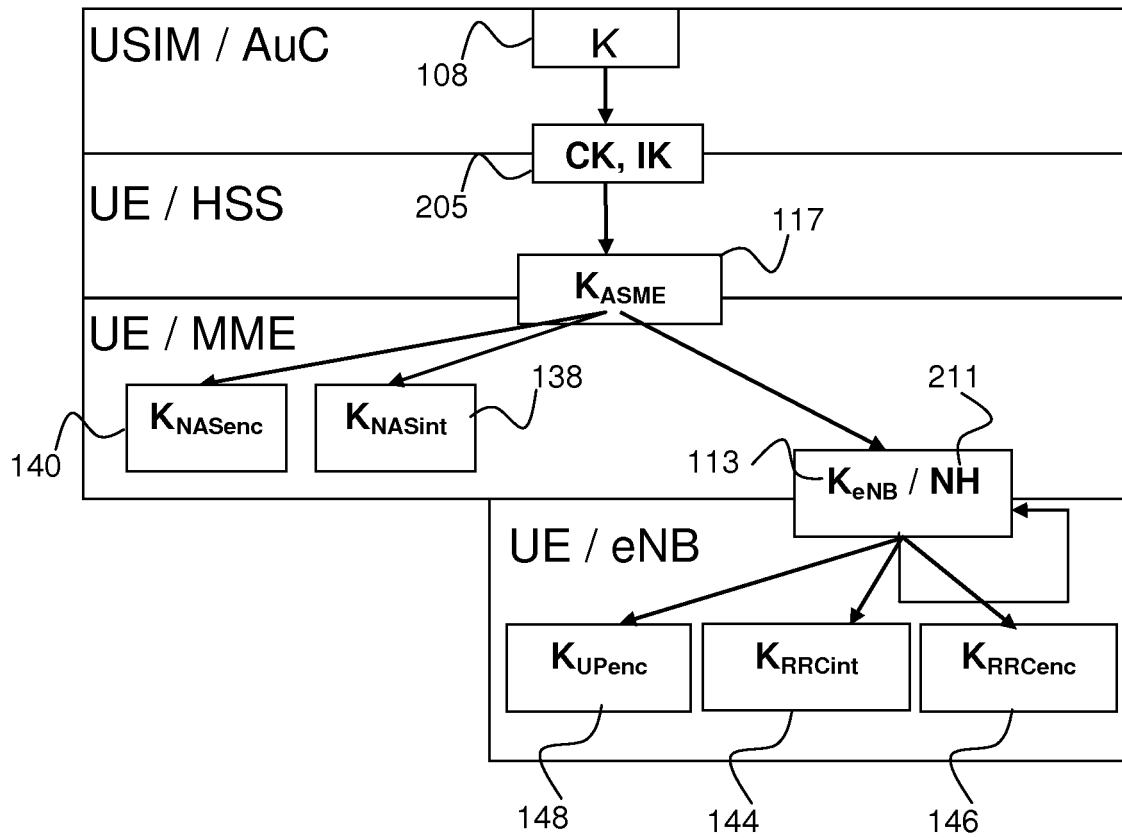 USIM / AuC
K
108
CK, IK
205
UE / HSS
117
KASME
UE / MME
138
211
KNASenc
KNASint
140
113
KeNB / NH
UE / eNB
KUPenc
KRRCint
KRRCenc
148
144
146